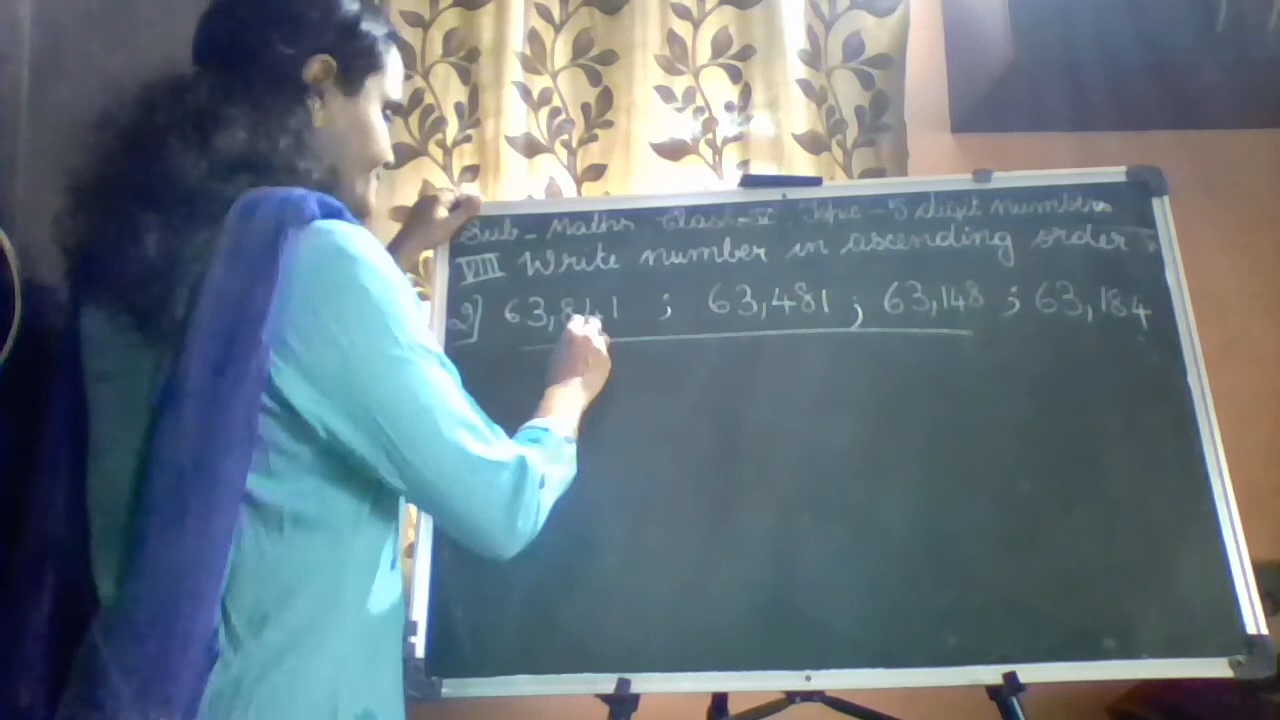 Sub - Maths Class - V Topic - 5 digit numbers
VIII Write number in ascending order.
2] 63,841 ; 63,481 ; 63,148 ; 63,184